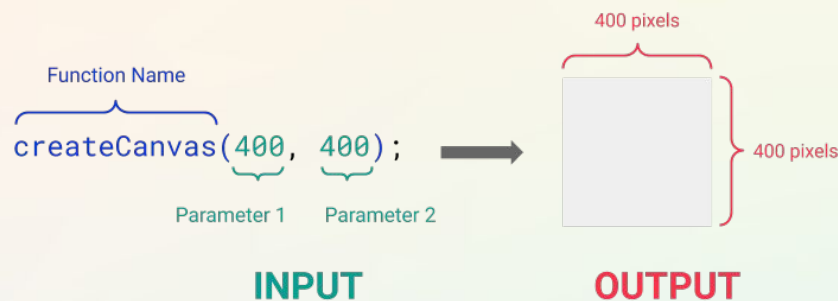 400 pixels
Function Name
createCanvas(400, 400);
400 pixels
Parameter 1
Parameter 2
INPUT
OUTPUT